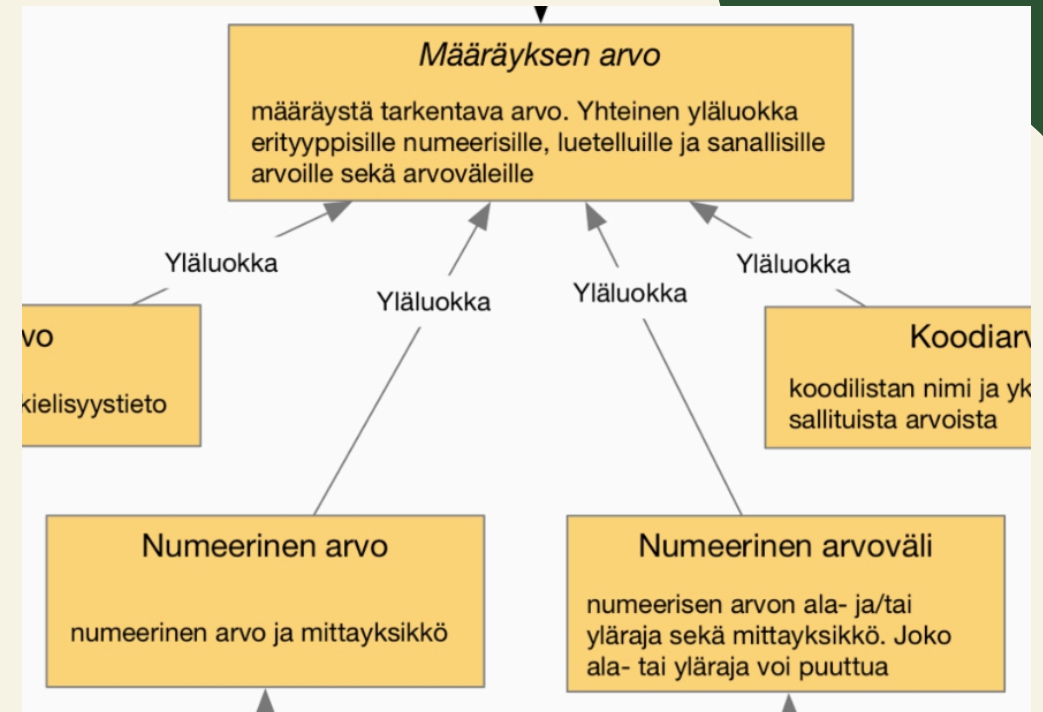 Määräyksen arvo
määräystä tarkentava arvo. Yhteinen yläluokka
erityyppisille numeerisille, luetelluille ja sanallisille
arvoille sekä arvoväleille
Yläluokka
Yläluokka
Yläluokka
Yläluokka
vo
kielisyystieto
Koodiarv
koodilistan nimi ja yk
sallituista arvoista
Numeerinen arvo
numeerinen arvo ja mittayksikkö
Numeerinen arvoväli
numeerisen arvon ala- ja/tai
yläraja sekä mittayksikkö. Joko
ala- tai yläraja voi puuttua